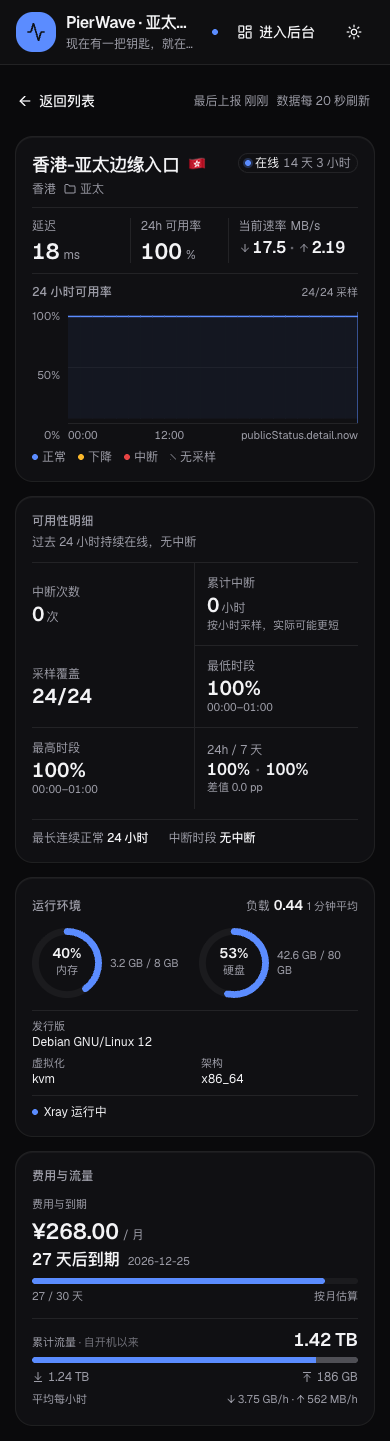 PierWave · 亚太...
现在有一把钥匙，就在...
进入后台
返回列表
最后上报 刚刚 数据每 20 秒刷新
香港-亚太边缘入口 🇭🇰
在线 14 天 3 小时
香港 亚太
延迟
18 ms
24h 可用率
100 %
当前速率 MB/s
↓ 17.5 · ↑ 2.19
24 小时可用率
24/24 采样
100%
50%
0%
00:00 12:00 publicStatus.detail.now
正常 下降 中断 无采样
可用性明细
过去 24 小时持续在线，无中断
中断次数
0 次
累计中断
0 小时
按小时采样，实际可能更短
采样覆盖
24/24
最低时段
100%
00:00–01:00
最高时段
100%
00:00–01:00
24h / 7 天
100% · 100%
差值 0.0 pp
最长连续正常 24 小时 中断时段 无中断
运行环境
负载 0.44 1 分钟平均
40%
内存
3.2 GB / 8 GB
53%
硬盘
42.6 GB / 80
GB
发行版
Debian GNU/Linux 12
虚拟化
kvm
架构
x86_64
Xray 运行中
费用与流量
费用与到期
¥268.00 / 月
27 天后到期 2026-12-25
27 / 30 天
按月估算
累计流量 · 自开机以来
1.42 TB
↓ 1.24 TB
↑ 186 GB
平均每小时
↓ 3.75 GB/h · ↑ 562 MB/h